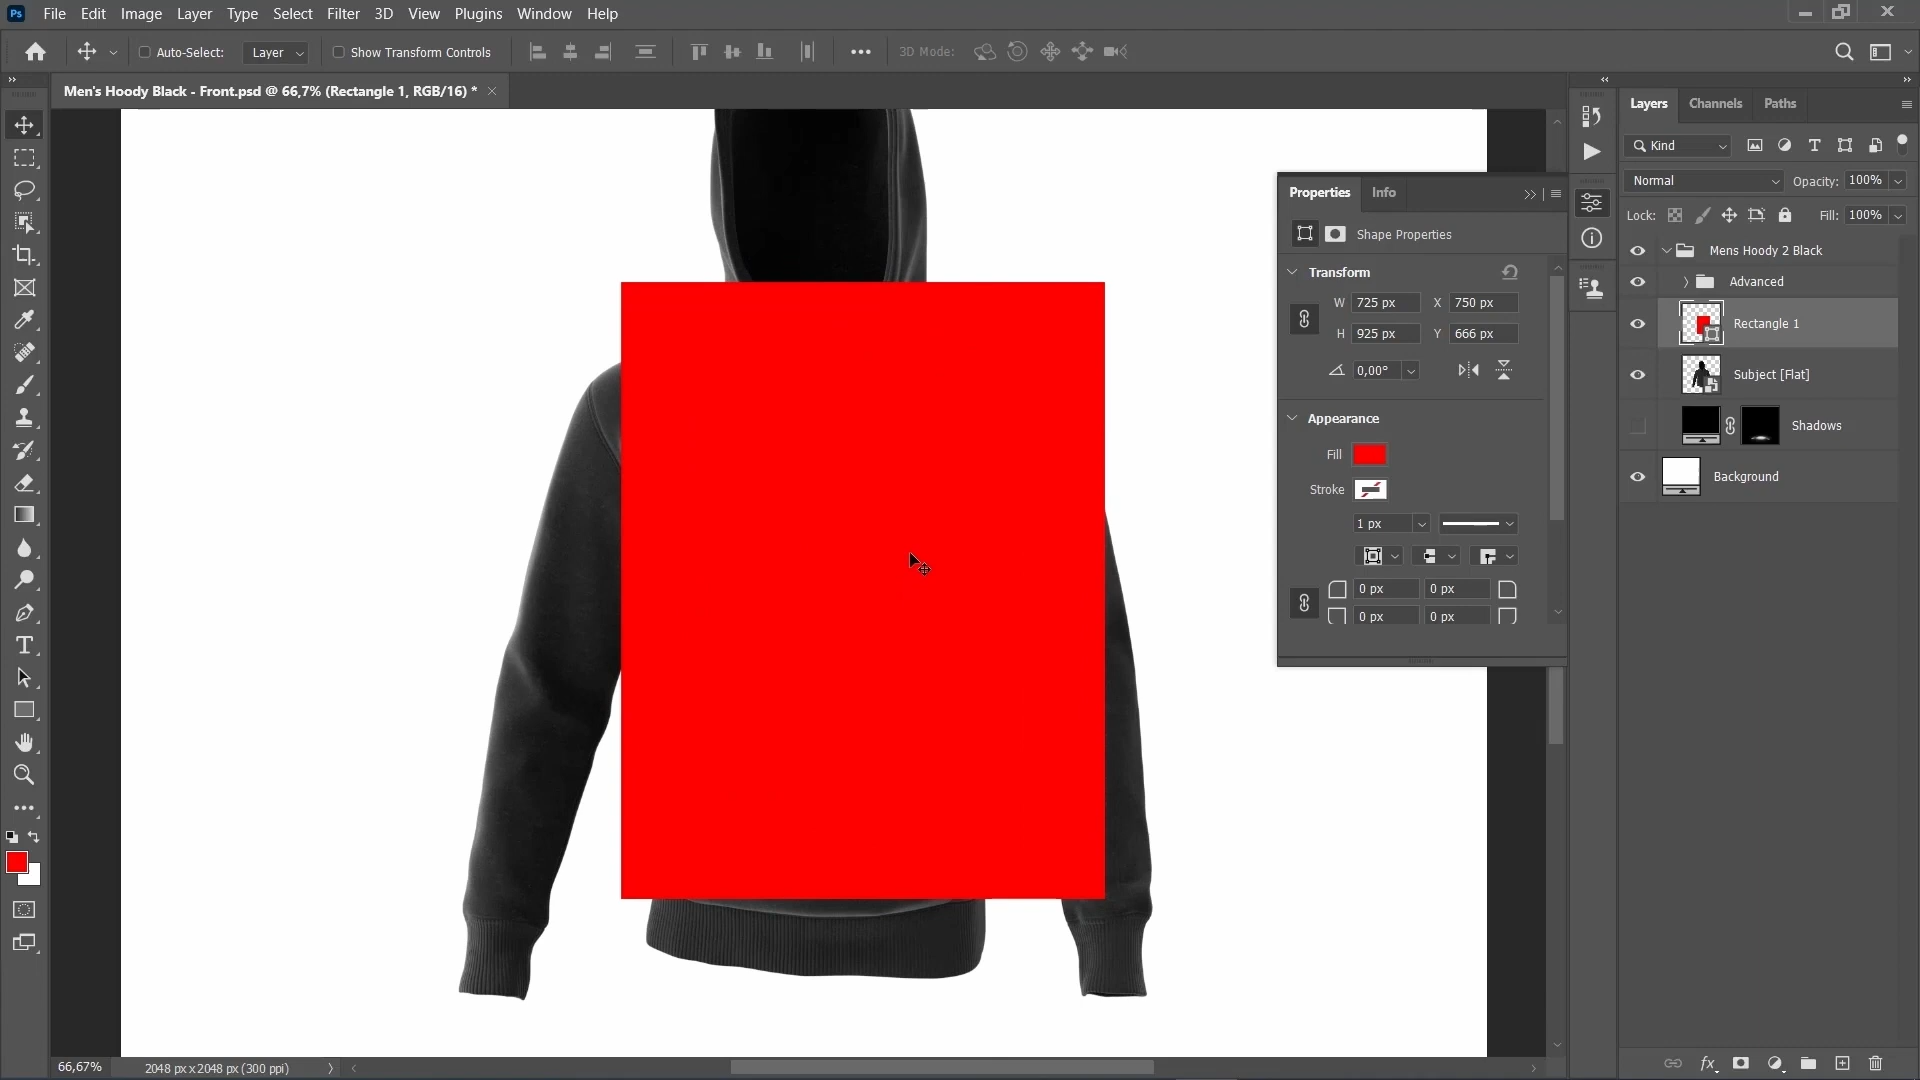 Ps File Edit Image Layer Type Select Filter 3D View Plugins Window Help
Auto-Select: Layer Show Transform Controls 3D Mode:
Men's Hoody Black - Front.psd @ 66,7% (Rectangle 1, RGB/16) *
Layers Channels Paths
Kind
Normal Opacity: 100%
Lock: Fill: 100%
Mens Hoody 2 Black
Advanced
Rectangle 1
Subject [Flat]
Shadows
Background
Properties Info
Shape Properties
Transform
W 725 px X 750 px
H 925 px Y 666 px
0,00°
Appearance
Fill
Stroke
1 px
0 px 0 px
0 px 0 px
66,67% 2048 px x 2048 px (300 ppi)